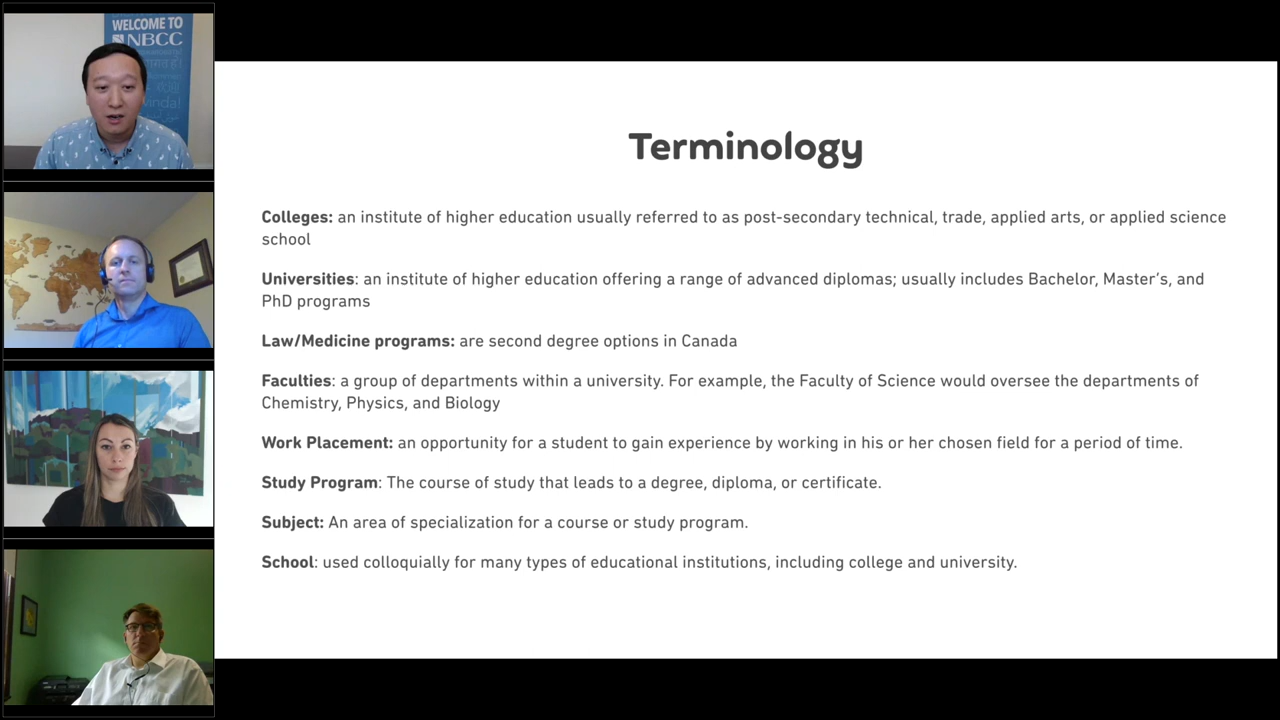 WELCOME TO
NBCC
Terminology
Colleges: an institute of higher education usually referred to as post-secondary technical, trade, applied arts, or applied science
school
Universities: an institute of higher education offering a range of advanced diplomas; usually includes Bachelor, Master's, and
PhD programs
Law/Medicine programs: are second degree options in Canada
Faculties: a group of departments within a university. For example, the Faculty of Science would oversee the departments of
Chemistry, Physics, and Biology
Work Placement: an opportunity for a student to gain experience by working in his or her chosen field for a period of time.
Study Program: The course of study that leads to a degree, diploma, or certificate.
Subject: An area of specialization for a course or study program.
School: used colloquially for many types of educational institutions, including college and university.